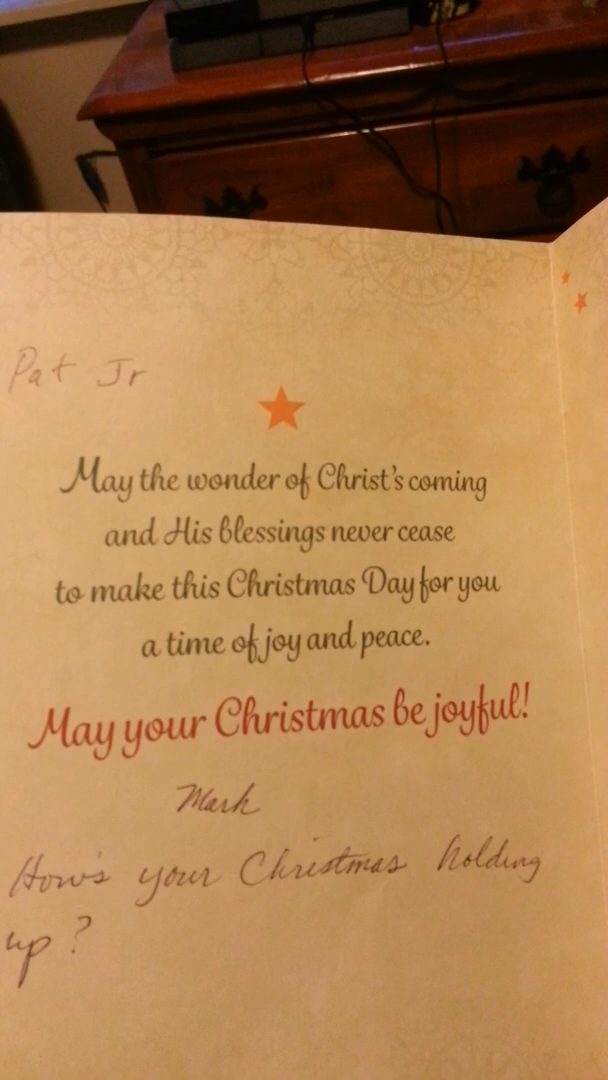 Pat Jr
May the wonder of Christ's coming
and His blessings never cease
to make this Christmas Day for you
a time of joy and peace.
May your Christmas be joyful!
Mark
How's your Christmas holding
up?